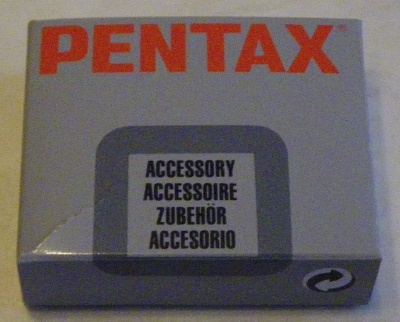 PENTAX
ACCESSORY
ACCESSOIRE
ZUBEHÖR
ACCESORIO